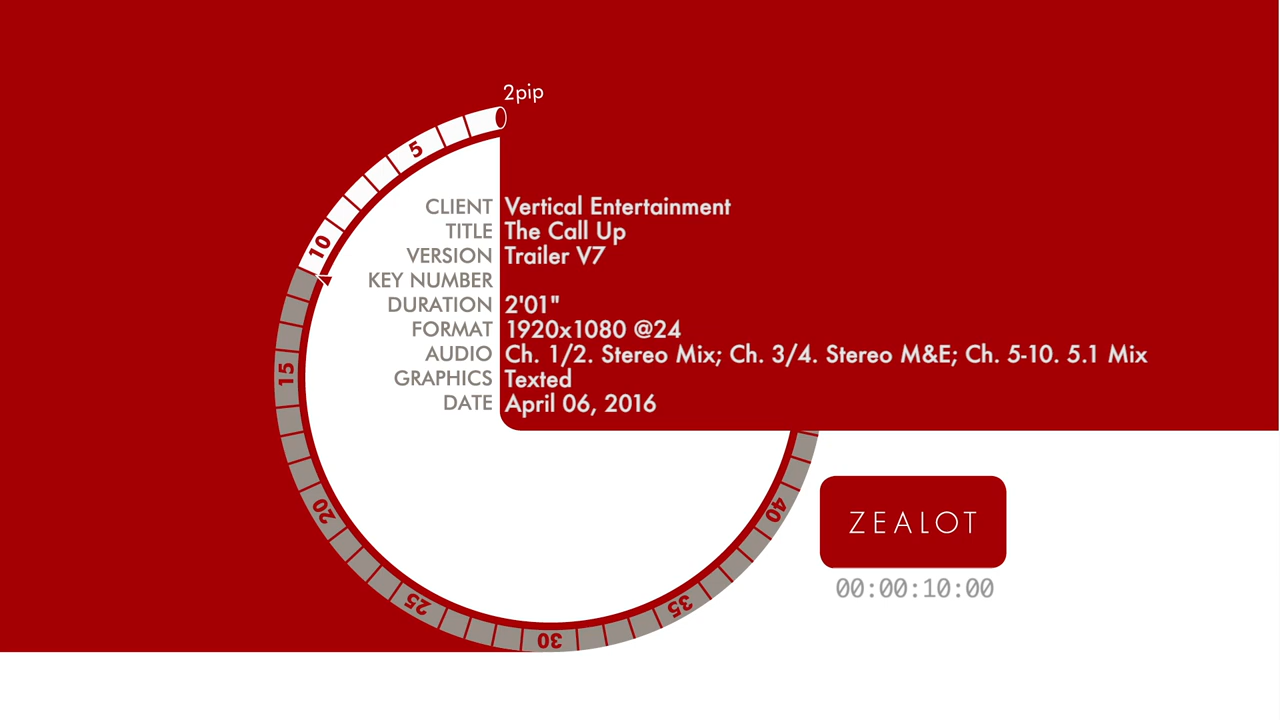 2pip
5
10
15
20
25
30
35
40
CLIENT Vertical Entertainment
TITLE The Call Up
VERSION Trailer V7
KEY NUMBER
DURATION 2'01"
FORMAT 1920x1080 @24
AUDIO Ch. 1/2. Stereo Mix; Ch. 3/4. Stereo M&E; Ch. 5-10. 5.1 Mix
GRAPHICS Texted
DATE April 06, 2016
ZEALOT
00:00:10:00